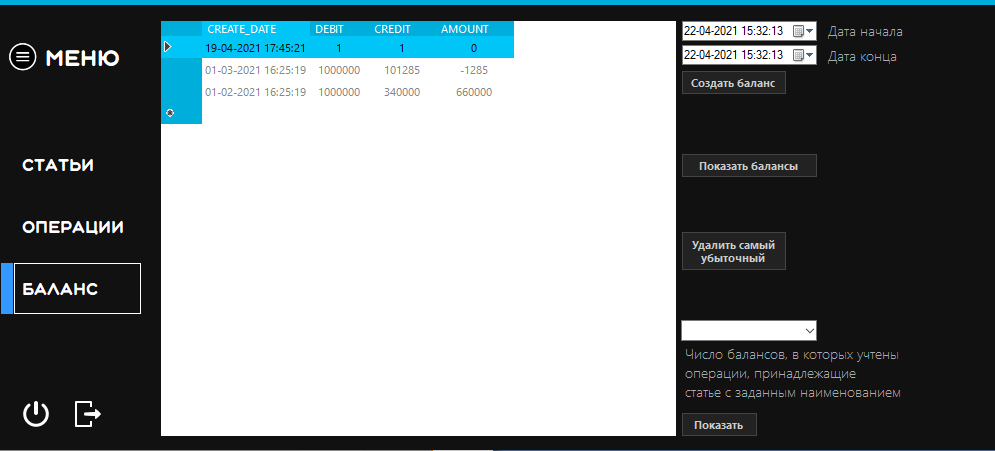 МЕНЮ
СТАТЬИ
ОПЕРАЦИИ
БАЛАНС
CREATE_DATE DEBIT CREDIT AMOUNT
19-04-2021 17:45:21 1 1 0
01-03-2021 16:25:19 1000000 101285 -1285
01-02-2021 16:25:19 1000000 340000 660000
22-04-2021 15:32:13 Дата начала
22-04-2021 15:32:13 Дата конца
Создать баланс
Показать балансы
Удалить самый
убыточный
Число балансов, в которых учтены
операции, принадлежащие
статье с заданным наименованием
Показать